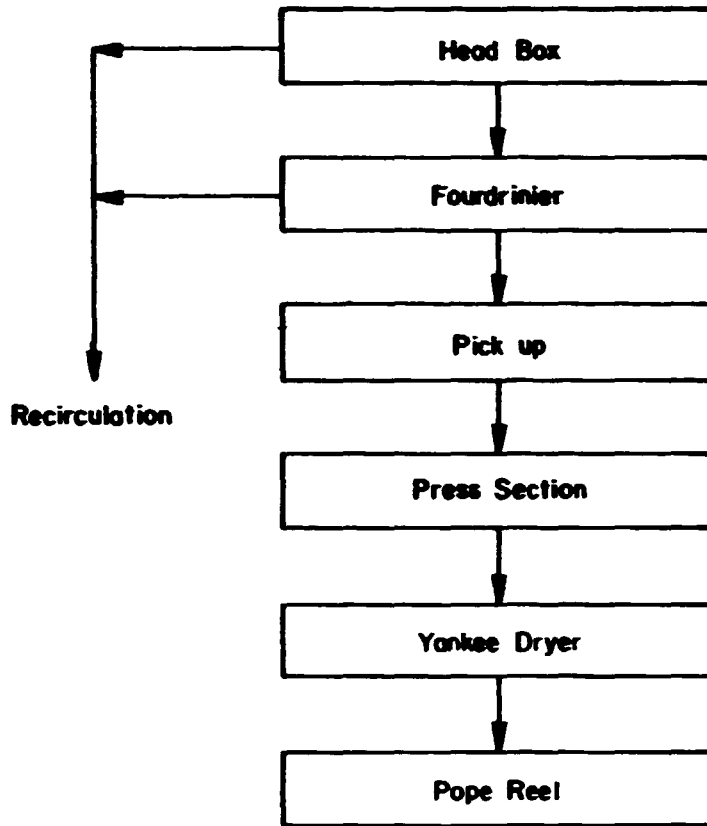 Head Box
Fourdrinier
Pick up
Recirculation
Press Section
Yankee Dryer
Pope Reel